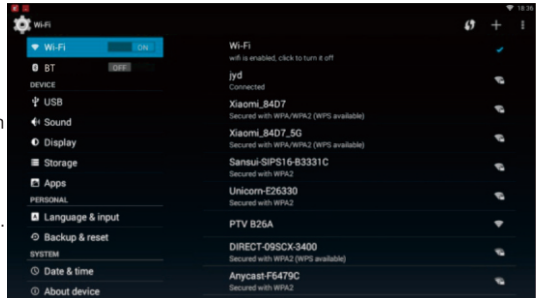 18:36
Wi-Fi
Wi-Fi ON
BT OFF
DEVICE
USB
Sound
Display
Storage
Apps
PERSONAL
Language & input
Backup & reset
SYSTEM
Date & time
About device
Wi-Fi
wifi is enabled, click to turn it off
jyd
Connected
Xiaomi_84D7
Secured with WPA/WPA2 (WPS available)
Xiaomi_84D7_5G
Secured with WPA/WPA2 (WPS available)
Sansui-SIPS16-B3331C
Secured with WPA2
Unicorn-E26330
Secured with WPA2
PTV B26A
DIRECT-09SCX-3400
Secured with WPA2 (WPS available)
Anycast-F6479C
Secured with WPA2